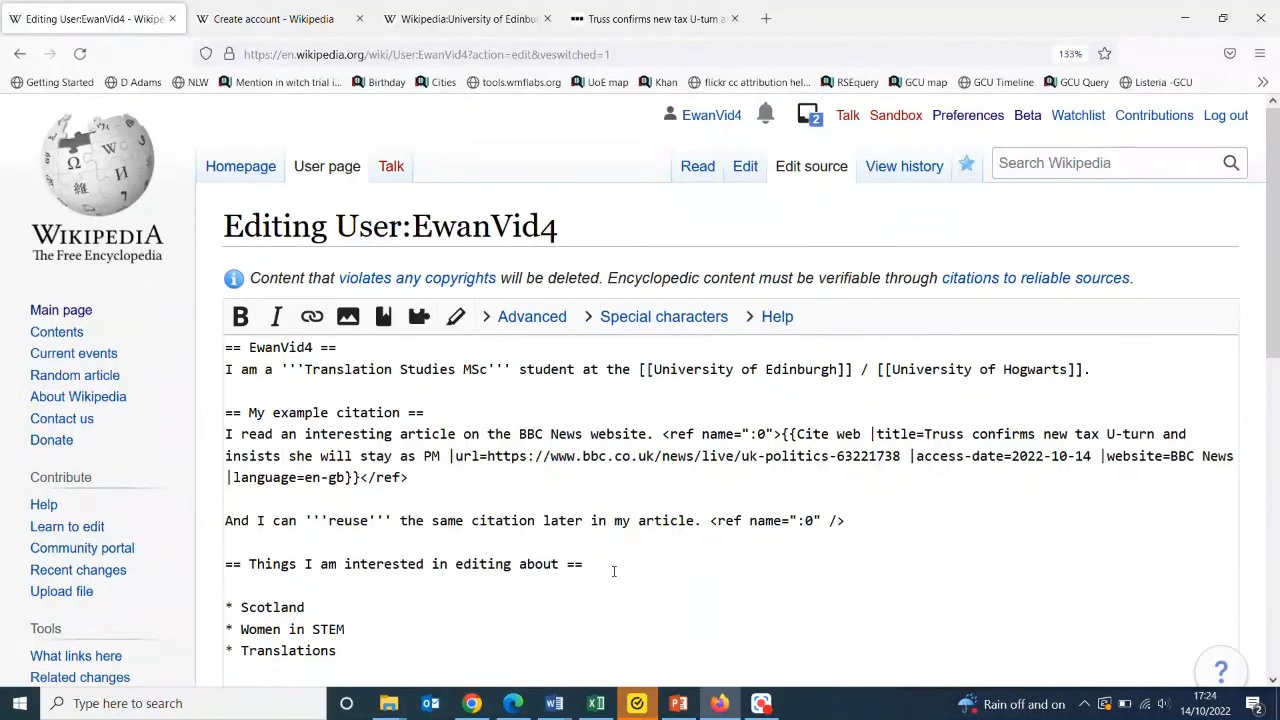 Editing User:EwanVid4 - Wikipe
Create account - Wikipedia
Wikipedia:University of Edinbur
Truss confirms new tax U-turn a
https://en.wikipedia.org/wiki/User:EwanVid4?action=edit&veswitched=1
133%
Getting Started
D Adams
NLW
Mention in witch trial i...
Birthday
Cities
tools.wmflabs.org
UoE map
Khan
flickr cc attribution hel...
RSEquery
GCU map
GCU Timeline
GCU Query
Listeria -GCU
EwanVid4
2
Talk
Sandbox
Preferences
Beta
Watchlist
Contributions
Log out
Homepage
User page
Talk
Read
Edit
Edit source
View history
Search Wikipedia
WIKIPEDIA
The Free Encyclopedia
Main page
Contents
Current events
Random article
About Wikipedia
Contact us
Donate
Contribute
Help
Learn to edit
Community portal
Recent changes
Upload file
Tools
What links here
Related changes
Editing User:EwanVid4
Content that violates any copyrights will be deleted. Encyclopedic content must be verifiable through citations to reliable sources.
B I Advanced Special characters Help
== EwanVid4 ==
I am a '''Translation Studies MSc''' student at the [[University of Edinburgh]] / [[University of Hogwarts]].
== My example citation ==
I read an interesting article on the BBC News website. <ref name=":0">{{Cite web |title=Truss confirms new tax U-turn and
insists she will stay as PM |url=https://www.bbc.co.uk/news/live/uk-politics-63221738 |access-date=2022-10-14 |website=BBC News
|language=en-gb}}</ref>
And I can '''reuse''' the same citation later in my article. <ref name=":0" />
== Things I am interested in editing about ==
* Scotland
* Women in STEM
* Translations
?
Type here to search
Rain off and on
17:24
14/10/2022
2